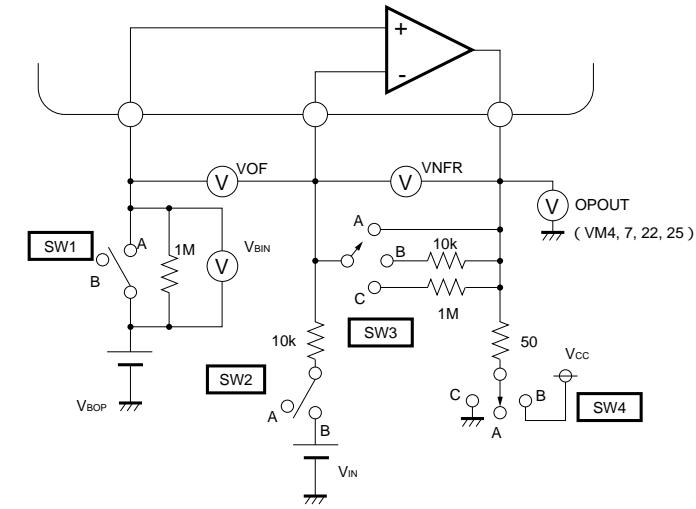 +
-
V VOF
V VNFR
V OPOUT
( VM4, 7, 22, 25 )
SW1
A
B
1M
V
VBIN
VBOP
A
B
10k
C
1M
SW3
10k
SW2
A
B
VIN
50
VCC
C
B
A
SW4